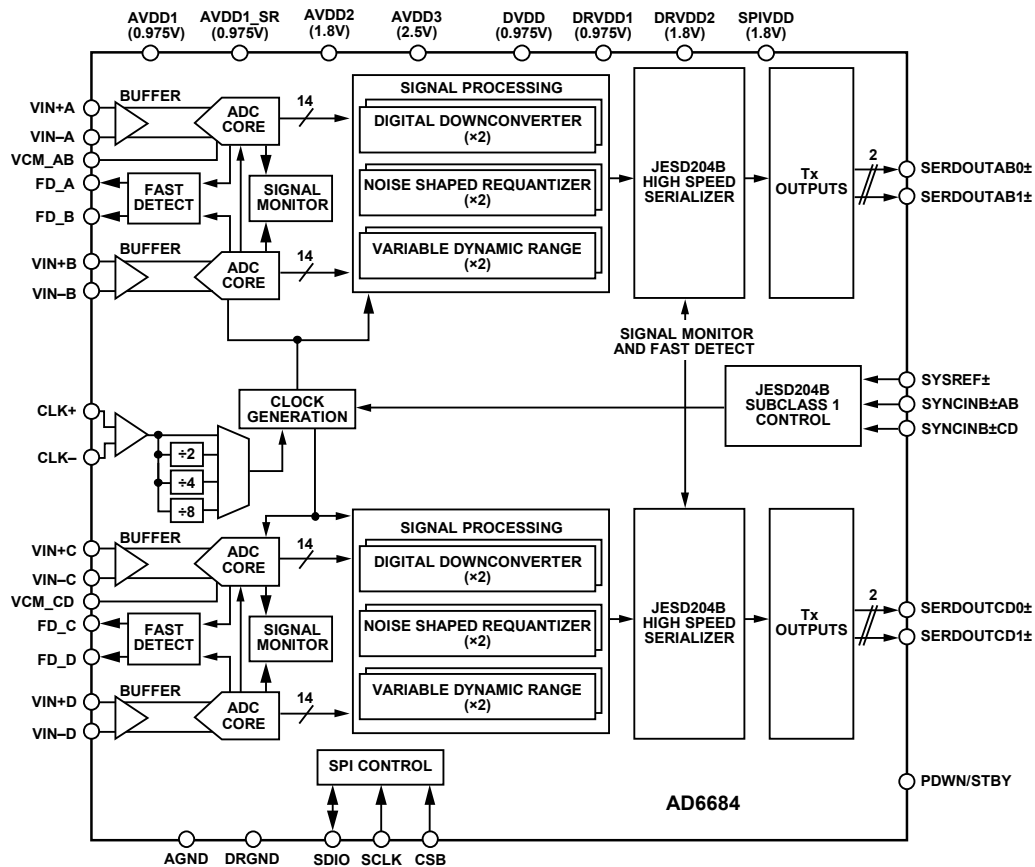 AVDD1
(0.975V)
AVDD1_SR
(0.975V)
AVDD2
(1.8V)
AVDD3
(2.5V)
DVDD
(0.975V)
DRVDD1
(0.975V)
JRVDD2
(1.8V)
SPIVDD
(1.8V)
VIN+A
VIN–A
VCM_AB
FD_A
FD_B
VIN+B
VIN–B
BUFFER
ADC
CORE
14
FAST
DETECT
SIGNAL
MONITOR
BUFFER
ADC
CORE
14
SIGNAL PROCESSING
DIGITAL DOWNCONVERTER
(×2)
NOISE SHAPED REQUANTIZER
(×2)
VARIABLE DYNAMIC RANGE
(×2)
JESD204B
HIGH SPEED
SERIALIZER
Tx
OUTPUTS
2
SERDOUTAB0±
SERDOUTAB1±
SIGNAL MONITOR
AND FAST DETECT
CLK+
CLK–
÷2
÷4
÷8
CLOCK
GENERATION
JESD204B
SUBCLASS 1
CONTROL
SYSREF±
SYNCINB±AB
SYNCINB±CD
VIN+C
VIN–C
VCM_CD
FD_C
FD_D
VIN+D
VIN–D
BUFFER
ADC
CORE
14
FAST
DETECT
SIGNAL
MONITOR
BUFFER
ADC
CORE
14
SIGNAL PROCESSING
DIGITAL DOWNCONVERTER
(×2)
NOISE SHAPED REQUANTIZER
(×2)
VARIABLE DYNAMIC RANGE
(×2)
JESD204B
HIGH SPEED
SERIALIZER
Tx
OUTPUTS
2
SERDOUTCD0±
SERDOUTCD1±
SPI CONTROL
PDWN/STBY
AD6684
AGND
DRGND
SDIO
SCLK
CSB